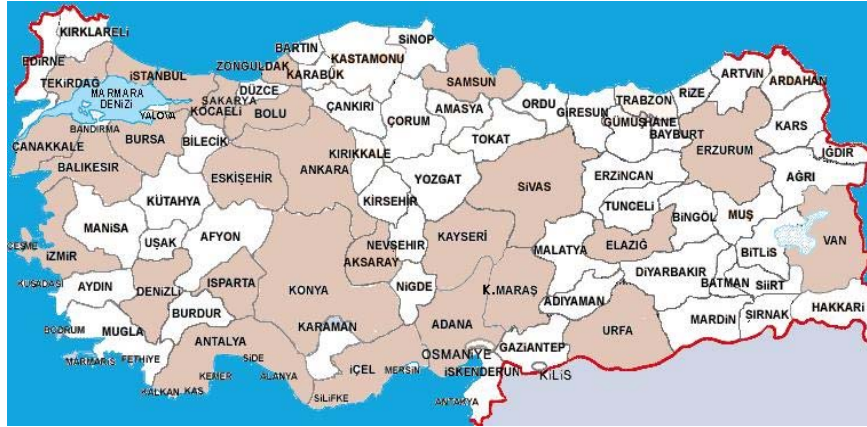 KIRKLARELİ
EDİRNE
TEKİRDAĞ
İSTANBUL
MARMARA
DENİZİ
YALOVA
KOCAELİ
SAKARYA
DÜZCE
ZONGULDAK
BARTIN
KARABÜK
KASTAMONU
SİNOP
SAMSUN
BOLU
ÇANKIRI
ÇORUM
AMASYA
ORDU
GİRESUN
TRABZON
RİZE
ARTVİN
ARDAHAN
GÜMÜŞHANE
BAYBURT
KARS
IĞDIR
TOKAT
BANDIRMA
ÇANAKKALE
BURSA
BİLECİK
BALIKESIR
ESKİŞEHİR
ANKARA
KIRIKKALE
YOZGAT
SİVAS
ERZİNCAN
ERZURUM
AĞRI
KÜTAHYA
KIRŞEHİR
TUNCELİ
BİNGÖL
MUŞ
VAN
MANİSA
UŞAK
AFYON
NEVŞEHİR
KAYSERİ
MALATYA
ELAZIĞ
BİTLİS
ÇEŞME
İZMİR
AKSARAY
DİYARBAKIR
BATMAN
SİİRT
KUSADASI
AYDIN
DENİZLİ
ISPARTA
KONYA
NİGDE
K.MARAŞ
ADIYAMAN
HAKKARİ
BODRUM
MUGLA
BURDUR
KARAMAN
ADANA
GAZİANTEP
URFA
MARDİN
ŞIRNAK
MARMARİS
FETHİYE
ANTALYA
SİDE
KEMER
ALANYA
KALKAN
KAS
İÇEL
MERSİN
SİLİFKE
OSMANİYE
İSKENDERUN
KİLİS
ANTAKYA